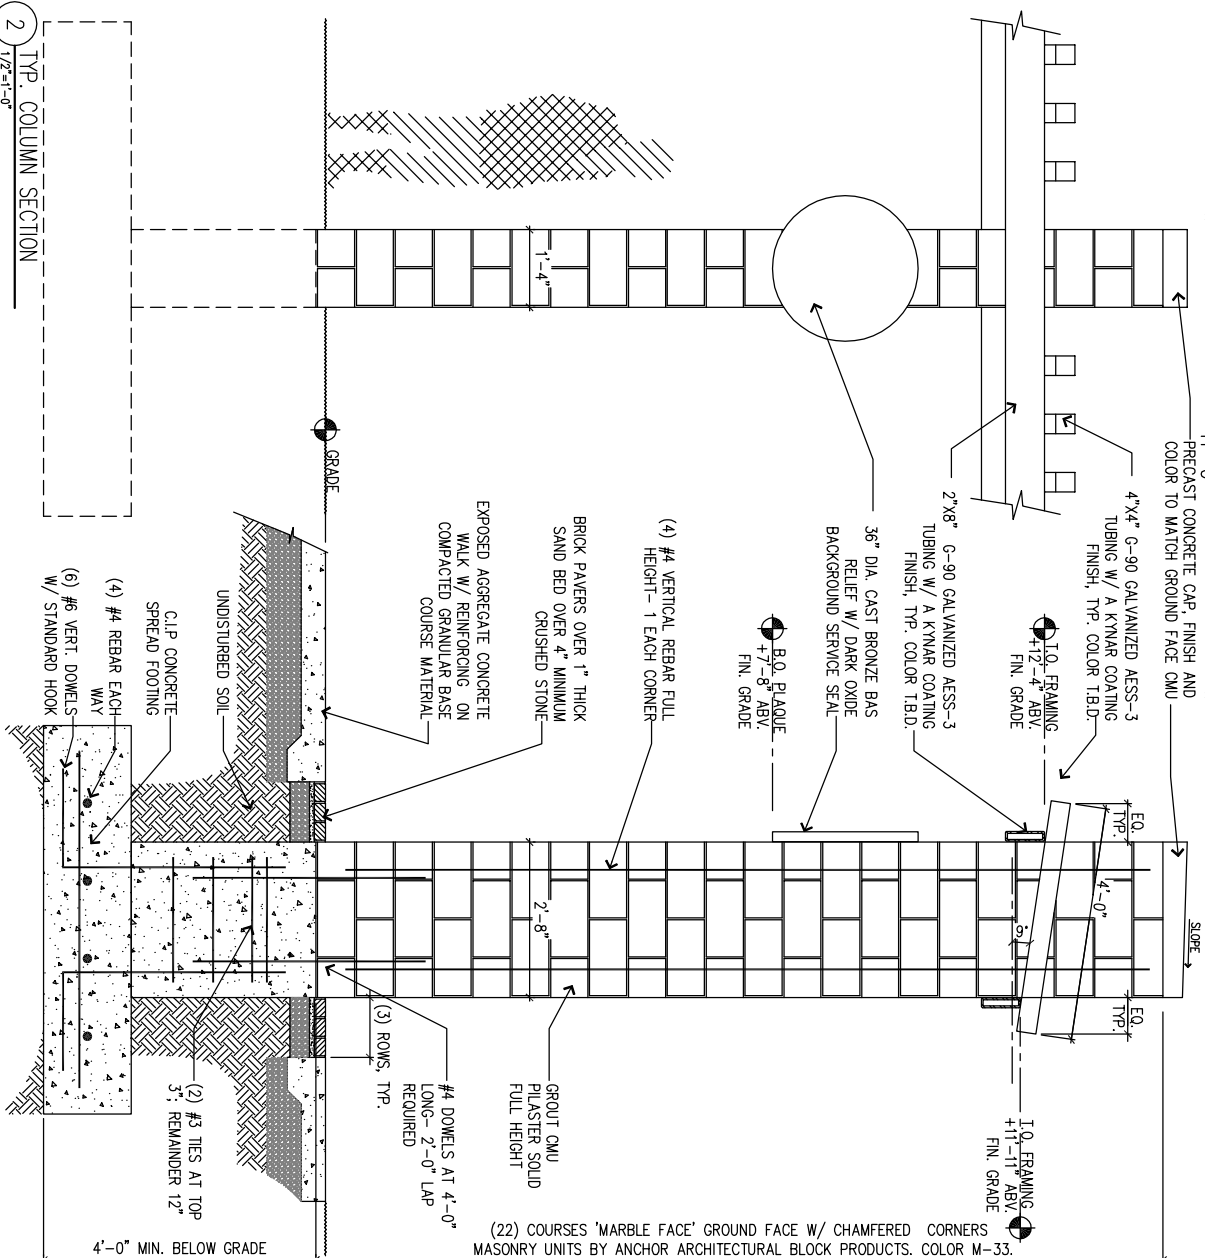 PRECAST CONCRETE CAP, FINISH AND
COLOR TO MATCH GROUND FACE CMU
4"X4" G-90 GALVANIZED AESS-3
TUBING W/ A KYNAR COATING
FINISH, TYP. COLOR T.B.D.
2"X8" G-90 GALVANIZED AESS-3
TUBING W/ A KYNAR COATING
FINISH, TYP. COLOR T.B.D.
36" DIA. CAST BRONZE BAS
RELIEF W/ DARK OXIDE
BACKGROUND SERVICE SEAL
(4) #4 VERTICAL REBAR FULL
HEIGHT- 1 EACH CORNER
BRICK PAVERS OVER 1" THICK
SAND BED OVER 4" MINIMUM
CRUSHED STONE
EXPOSED AGGREGATE CONCRETE
WALK W/ REINFORCING ON
COMPACTED GRANULAR BASE
COURSE MATERIAL
UNDISTURBED SOIL
C.I.P CONCRETE
SPREAD FOOTING
(4) #4 REBAR EACH
WAY
(6) #6 VERT. DOWELS
W/ STANDARD HOOK
T.O. FRAMING
+12'-4" ABV.
FIN. GRADE
B.O. PLAQUE
+7'-8" ABV.
FIN. GRADE
GRADE
1'-4"
EQ.
TYP.
4'-0"
9°
SLOPE
EQ.
TYP.
2'-8"
T.O. FRAMING
+11'-11" ABV.
FIN. GRADE
GROUT CMU
PILASTER SOLID
FULL HEIGHT
(3) ROWS, TYP.
#4 DOWELS AT 4'-0"
LONG- 2'-0" LAP
REQUIRED
(2) #3 TIES AT TOP
3", REMAINDER 12"
4'-0" MIN. BELOW GRADE
(22) COURSES 'MARBLE FACE' GROUND FACE W/ CHAMFERED CORNERS
MASONRY UNITS BY ANCHOR ARCHITECTURAL BLOCK PRODUCTS. COLOR M-33.
2
TYP. COLUMN SECTION
1/2"=1'-0"